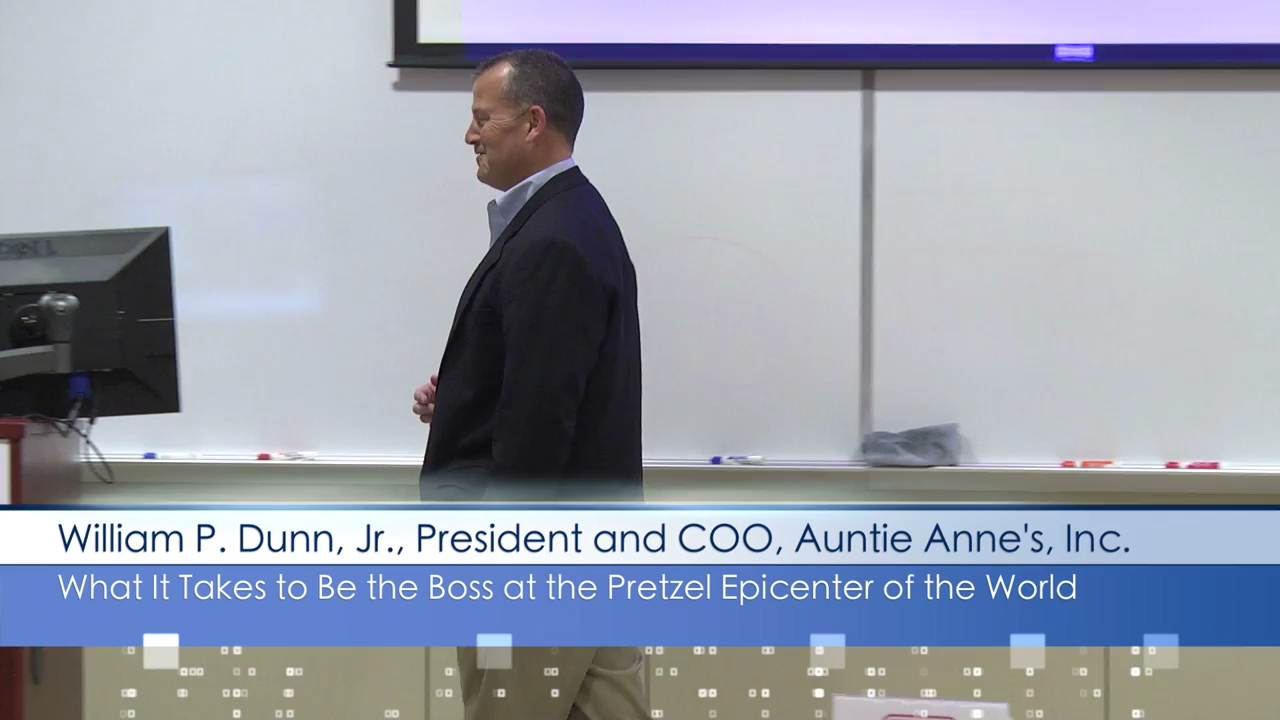 DELL
William P. Dunn, Jr., President and COO, Auntie Anne's, Inc.
What It Takes to Be the Boss at the Pretzel Epicenter of the World